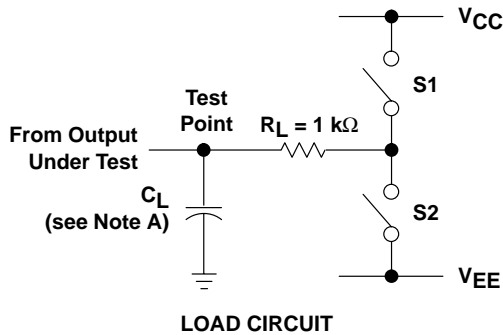 V_CC
S1
Test
Point
R_L = 1 kΩ
From Output
Under Test
C_L
(see Note A)
S2
V_EE
LOAD CIRCUIT